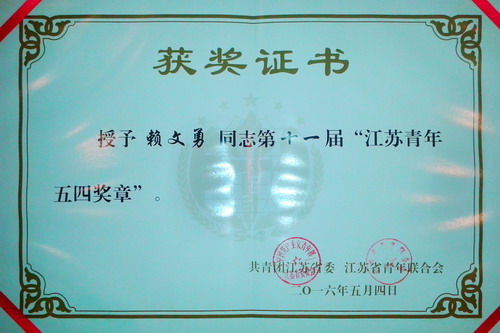 获奖证书
授予 赖文勇 同志第十一届“江苏青年
五四奖章”。
共青团江苏省委 江苏省青年联合会
二〇一六年五月四日